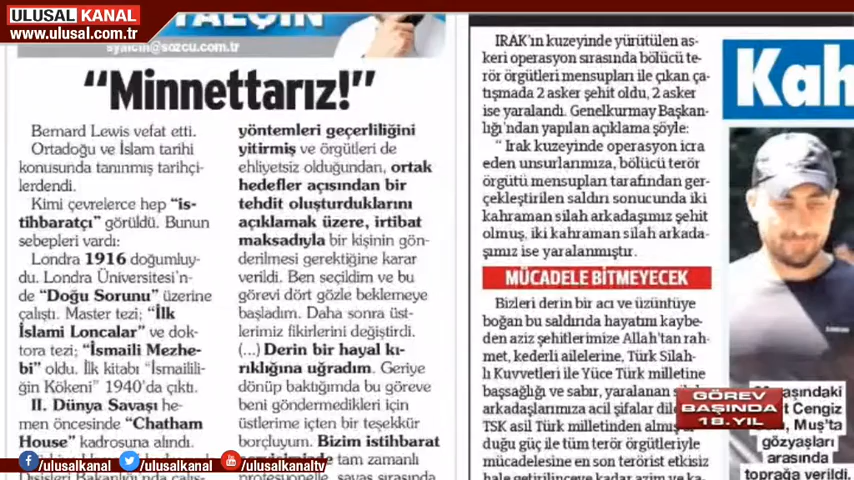 ULUSAL KANAL
www.ulusal.com.tr
YALÇIN
syalcin@sozcu.com.tr
“Minnettarız!”
Bernard Lewis vefat etti.
Ortadoğu ve İslam tarihi
konusunda tanınmış tarihçi-
lerdendi.
Kimi çevrelerce hep “is-
tihbaratçı” görüldü. Bunun
sebepleri vardı:
Londra 1916 doğumluy-
du. Londra Üniversitesi’n-
de “Doğu Sorunu” üzerine
çalıştı. Master tezi; “İlk
İslami Loncalar” ve dok-
tora tezi; “İsmaili Mezhe-
bi” oldu. İlk kitabı “İsmailili-
ğin Kökeni” 1940’da çıktı.
II. Dünya Savaşı he-
men öncesinde “Chatham
House” kadrosuna alındı.
yöntemleri geçerliliğini
yitirmiş ve örgütleri de
ehliyetsiz olduğundan, ortak
hedefler açısından bir
tehdit oluşturduklarını
açıklamak üzere, irtibat
maksadıyla bir kişinin gön-
derilmesi gerektiğine karar
verildi. Ben seçildim ve bu
görevi dört gözle beklemeye
başladım. Daha sonra üst-
lerimiz fikirlerini değiştirdi.
(...) Derin bir hayal kı-
rıklığına uğradım. Geriye
dönüp baktığımda bu göreve
beni göndermedikleri için
üstlerime içten bir teşekkür
borçluyum. Bizim istihbarat
tam zamanlı
profesyonelle, savaş sırasında
IRAK’ın kuzeyinde yürütülen as-
keri operasyon sırasında bölücü te-
rör örgütleri mensupları ile çıkan ça-
tışmada 2 asker şehit oldu, 2 asker
ise yaralandı. Genelkurmay Başkan-
lığı’ndan yapılan açıklama şöyle:
“ Irak kuzeyinde operasyon icra
eden unsurlarımıza, bölücü terör
örgütü mensupları tarafından ger-
çekleştirilen saldırı sonucunda iki
kahraman silah arkadaşımız şehit
olmuş, iki kahraman silah arkada-
şımız ise yaralanmıştır.
MÜCADELE BİTMEYECEK
Bizleri derin bir acı ve üzüntüye
boğan bu saldırıda hayatını kaybe-
den aziz şehitlerimize Allah’tan rah-
met, kederli ailelerine, Türk Silah-
lı Kuvvetleri ile Yüce Türk milletine
başsağlığı ve sabır, yaralanan
arkadaşlarımıza acil şifalar
TSK asil Türk milletinden
duğu güç ile tüm terör örgütleriyle
mücadelesine en son terörist etkisiz
hale getirilinceye kadar azim ve ka-
Kah
yaşındaki
Cengiz
Muş’ta
gözyaşları
arasında
toprağa verildi.
GÖREV
BAŞINDA
18.YIL
/ulusalkanal
/ulusalkanal
/ulusalkanaltv